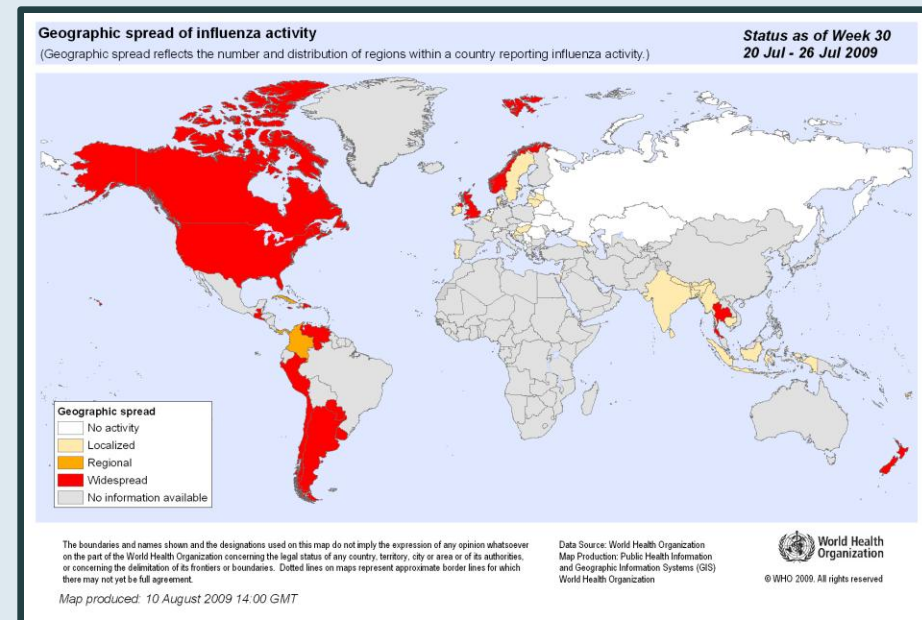 Geographic spread of influenza activity
(Geographic spread reflects the number and distribution of regions within a country reporting influenza activity.)
Status as of Week 30
20 Jul - 26 Jul 2009
Geographic spread
No activity
Localized
Regional
Widespread
No information available
The boundaries and names shown and the designations used on this map do not imply the expression of any opinion whatsoever
on the part of the World Health Organization concerning the legal status of any country, territory, city or area or of its authorities,
or concerning the delimitation of its frontiers or boundaries. Dotted lines on maps represent approximate border lines for which
there may not yet be full agreement.
Map produced: 10 August 2009 14:00 GMT
Data Source: World Health Organization
Map Production: Public Health Information
and Geographic Information Systems (GIS)
World Health Organization
World Health
Organization
© WHO 2009. All rights reserved